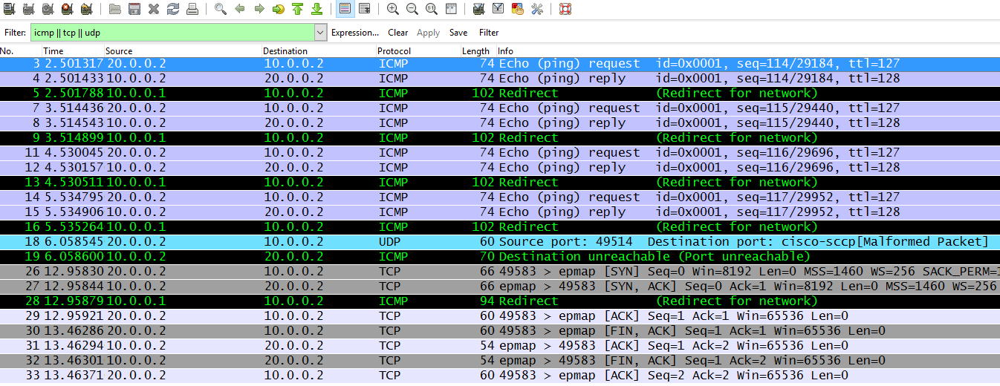 Filter: icmp || tcp || udp Expression... Clear Apply Save Filter
No. Time Source Destination Protocol Length Info
3 2.501317 20.0.0.2 10.0.0.2 ICMP 74 Echo (ping) request id=0x0001, seq=114/29184, ttl=127
4 2.501433 10.0.0.2 20.0.0.2 ICMP 74 Echo (ping) reply id=0x0001, seq=114/29184, ttl=128
5 2.501788 10.0.0.1 10.0.0.2 ICMP 102 Redirect (Redirect for network)
7 3.514436 20.0.0.2 10.0.0.2 ICMP 74 Echo (ping) request id=0x0001, seq=115/29440, ttl=127
8 3.514543 10.0.0.2 20.0.0.2 ICMP 74 Echo (ping) reply id=0x0001, seq=115/29440, ttl=128
9 3.514899 10.0.0.1 10.0.0.2 ICMP 102 Redirect (Redirect for network)
11 4.530045 20.0.0.2 10.0.0.2 ICMP 74 Echo (ping) request id=0x0001, seq=116/29696, ttl=127
12 4.530157 10.0.0.2 20.0.0.2 ICMP 74 Echo (ping) reply id=0x0001, seq=116/29696, ttl=128
13 4.530511 10.0.0.1 10.0.0.2 ICMP 102 Redirect (Redirect for network)
14 5.534795 20.0.0.2 10.0.0.2 ICMP 74 Echo (ping) request id=0x0001, seq=117/29952, ttl=127
15 5.534906 10.0.0.2 20.0.0.2 ICMP 74 Echo (ping) reply id=0x0001, seq=117/29952, ttl=128
16 5.535264 10.0.0.1 10.0.0.2 ICMP 102 Redirect (Redirect for network)
18 6.058545 20.0.0.2 10.0.0.2 UDP 60 Source port: 49514 Destination port: cisco-sccp[Malformed Packet]
19 6.058600 10.0.0.2 20.0.0.2 ICMP 70 Destination unreachable (Port unreachable)
26 12.95830 20.0.0.2 10.0.0.2 TCP 66 49583 > epmap [SYN] Seq=0 Win=8192 Len=0 MSS=1460 WS=256 SACK_PERM=1
27 12.95844 10.0.0.2 20.0.0.2 TCP 66 epmap > 49583 [SYN, ACK] Seq=0 Ack=1 Win=8192 Len=0 MSS=1460 WS=256
28 12.95879 10.0.0.1 10.0.0.2 ICMP 94 Redirect (Redirect for network)
29 12.95921 20.0.0.2 10.0.0.2 TCP 60 49583 > epmap [ACK] Seq=1 Ack=1 Win=65536 Len=0
30 13.46286 20.0.0.2 10.0.0.2 TCP 60 49583 > epmap [FIN, ACK] Seq=1 Ack=1 Win=65536 Len=0
31 13.46294 10.0.0.2 20.0.0.2 TCP 54 epmap > 49583 [ACK] Seq=1 Ack=2 Win=65536 Len=0
32 13.46301 10.0.0.2 20.0.0.2 TCP 54 epmap > 49583 [FIN, ACK] Seq=1 Ack=2 Win=65536 Len=0
33 13.46371 20.0.0.2 10.0.0.2 TCP 60 49583 > epmap [ACK] Seq=2 Ack=2 Win=65536 Len=0